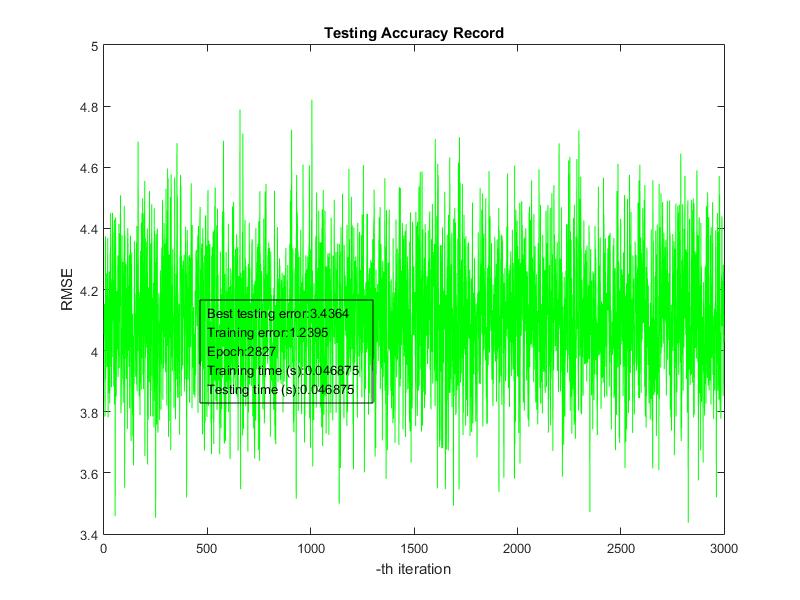 Testing Accuracy Record
5
4.8
4.6
4.4
4.2
4
3.8
3.6
3.4
RMSE
Best testing error:3.4364
Training error:1.2395
Epoch:2827
Training time (s):0.046875
Testing time (s):0.046875
0 500 1000 1500 2000 2500 3000
-th iteration